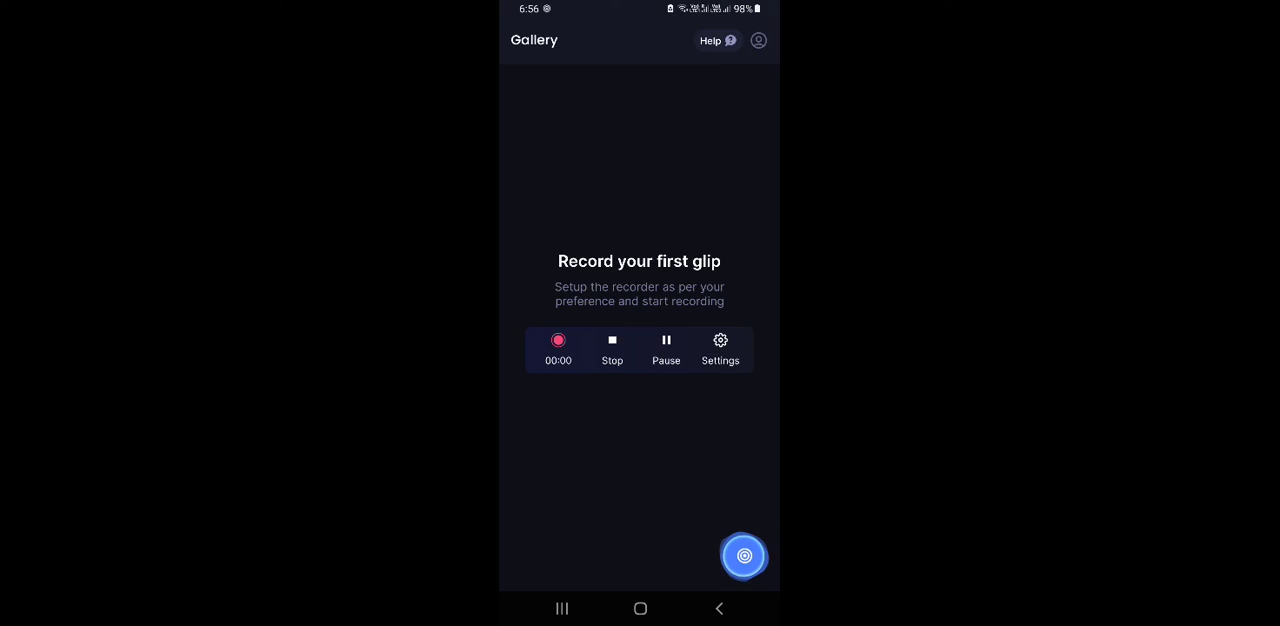 6:56 98%
Gallery Help
Record your first glip
Setup the recorder as per your
preference and start recording
00:00 Stop Pause Settings